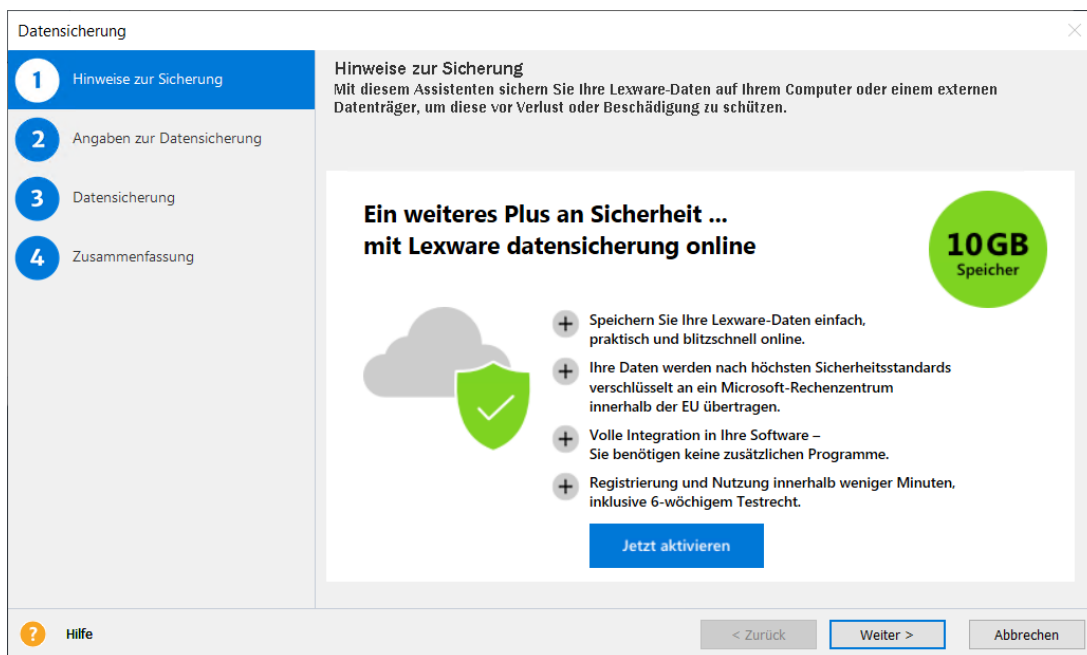 Datensicherung
1 Hinweise zur Sicherung
2 Angaben zur Datensicherung
3 Datensicherung
4 Zusammenfassung
Hinweise zur Sicherung
Mit diesem Assistenten sichern Sie Ihre Lexware-Daten auf Ihrem Computer oder einem externen
Datenträger, um diese vor Verlust oder Beschädigung zu schützen.
Ein weiteres Plus an Sicherheit ...
mit Lexware datensicherung online
10 GB
Speicher
Speichern Sie Ihre Lexware-Daten einfach,
praktisch und blitzschnell online.
Ihre Daten werden nach höchsten Sicherheitsstandards
verschlüsselt an ein Microsoft-Rechenzentrum
innerhalb der EU übertragen.
Volle Integration in Ihre Software –
Sie benötigen keine zusätzlichen Programme.
Registrierung und Nutzung innerhalb weniger Minuten,
inklusive 6-wöchigem Testrecht.
Jetzt aktivieren
? Hilfe
< Zurück
Weiter >
Abbrechen